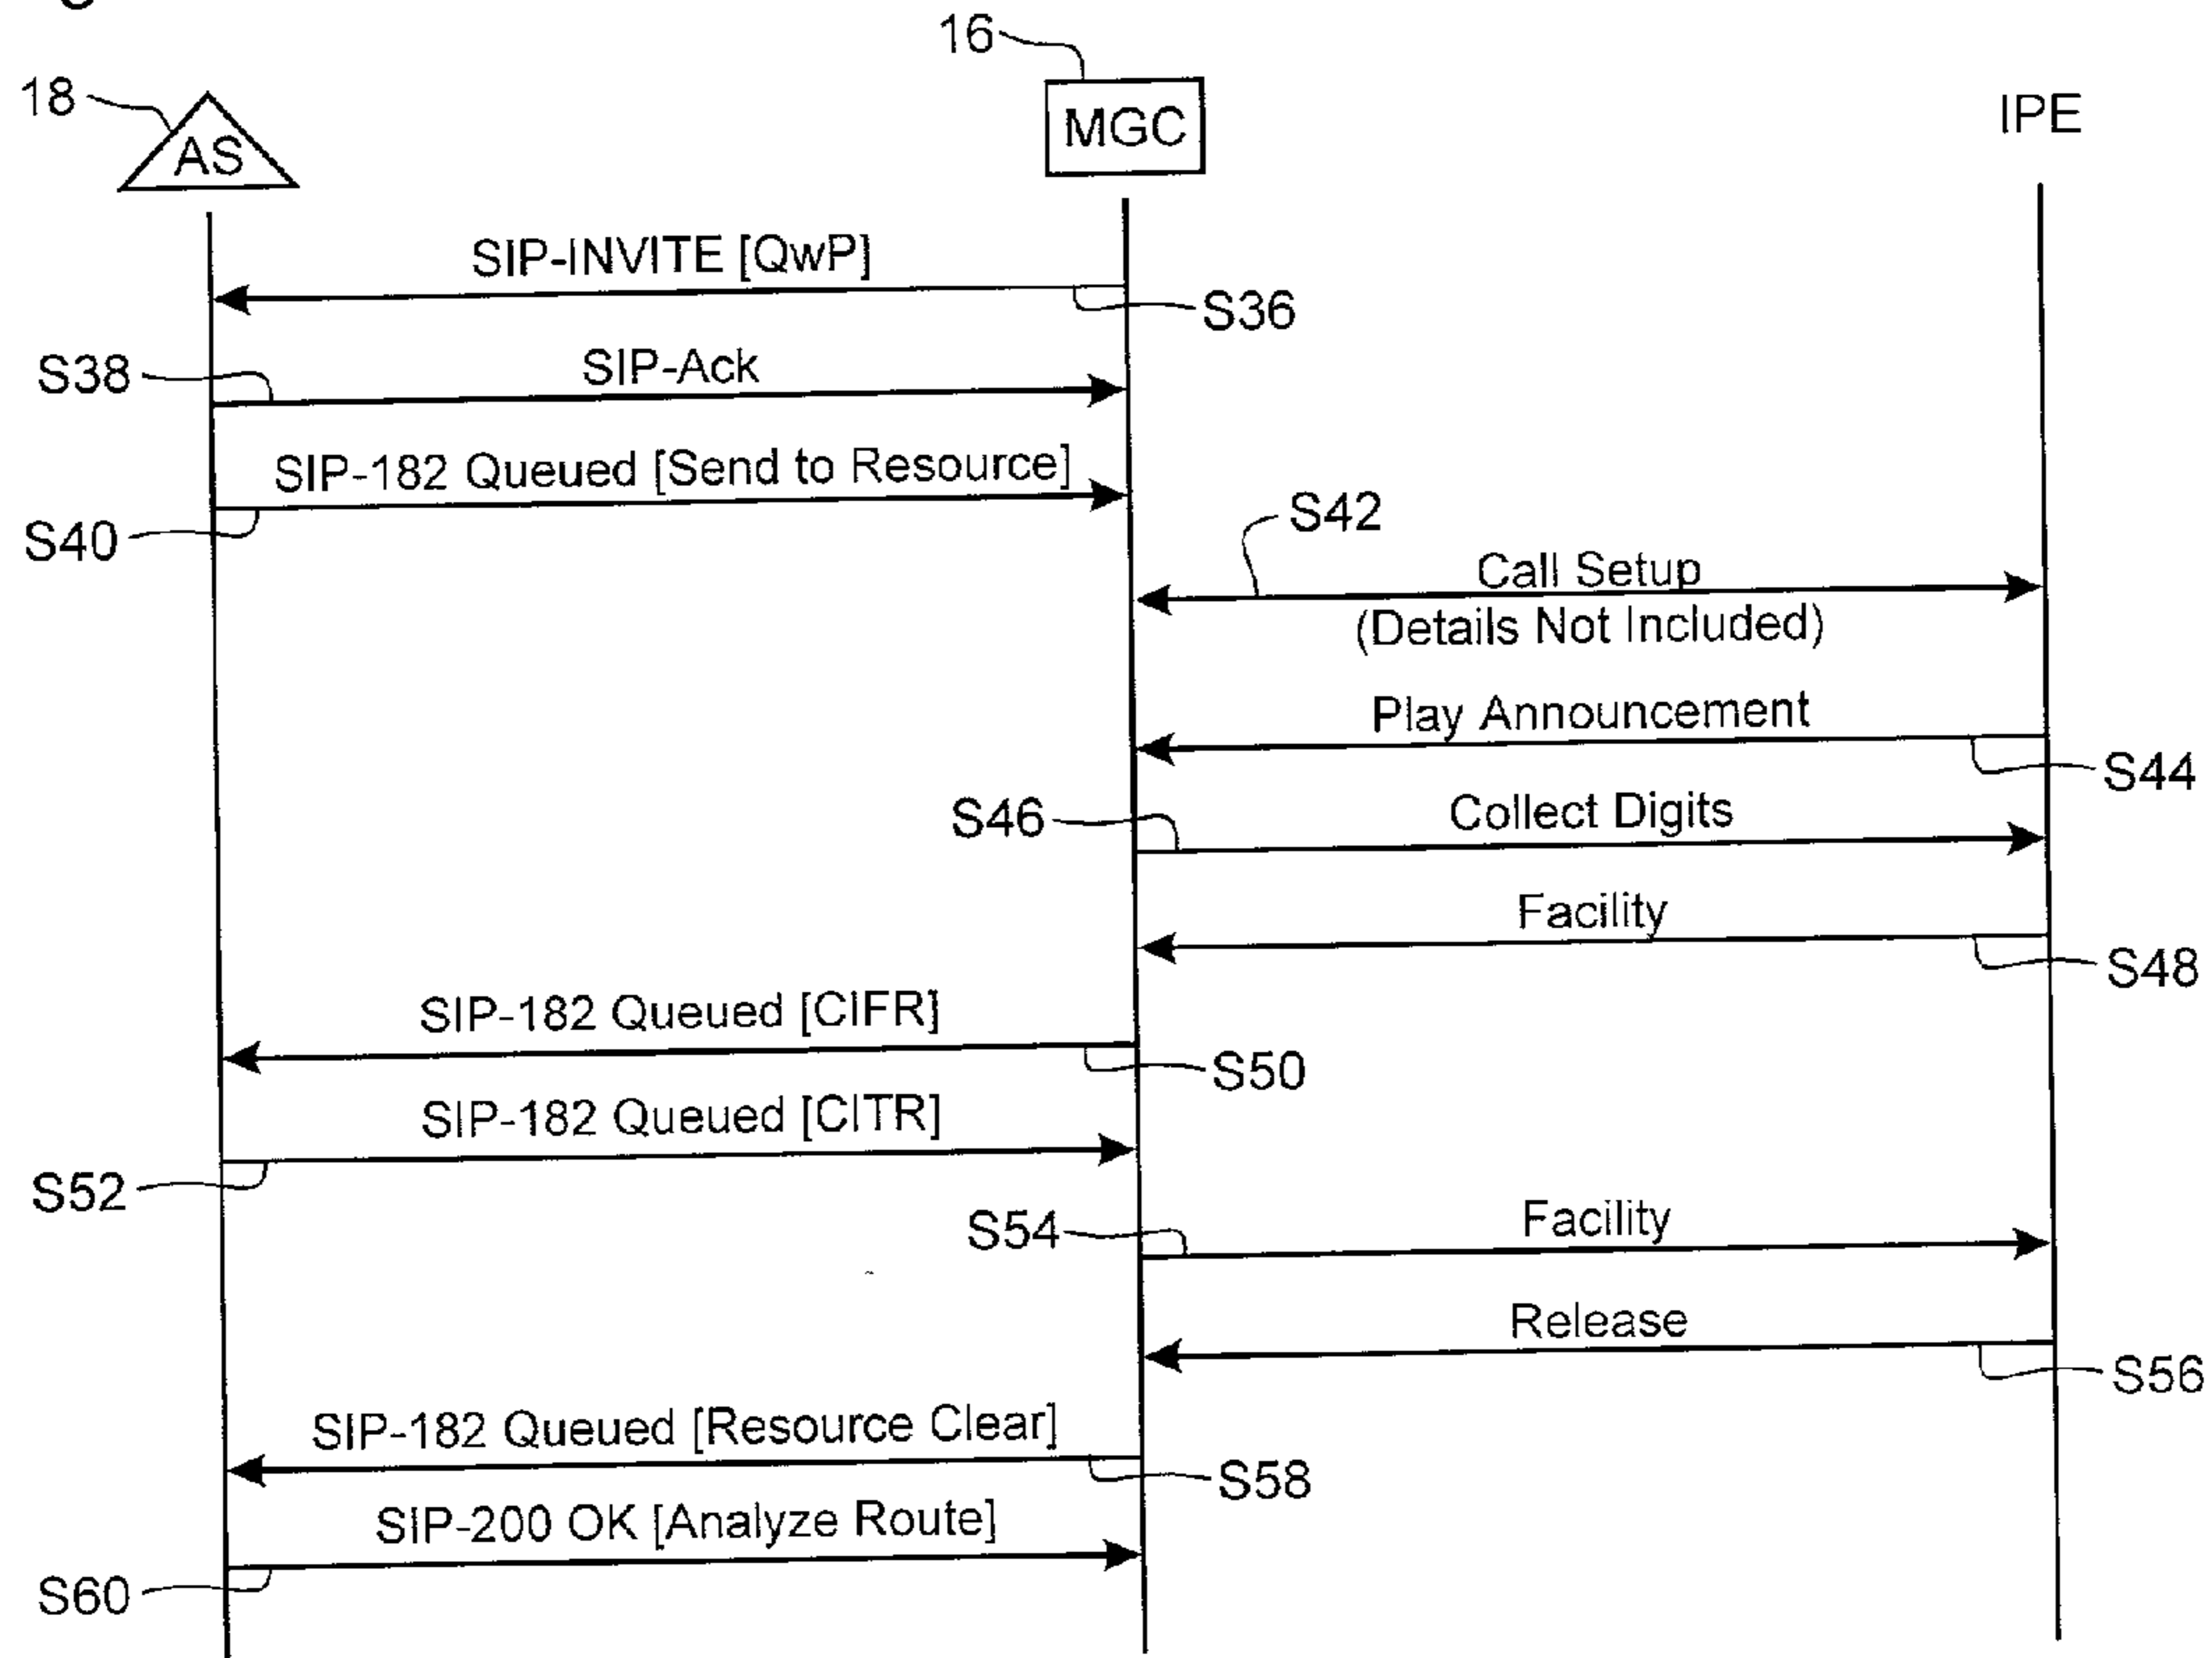 16
18
AS
MGC
IPE
SIP-INVITE [QwP]
S36
S38
SIP-Ack
SIP-182 Queued [Send to Resource]
S40
S42
Call Setup
(Details Not Included)
Play Announcement
S44
S46
Collect Digits
Facility
S48
SIP-182 Queued [CIFR]
S50
SIP-182 Queued [CITR]
S52
S54
Facility
Release
S56
SIP-182 Queued [Resource Clear]
S58
SIP-200 OK [Analyze Route]
S60